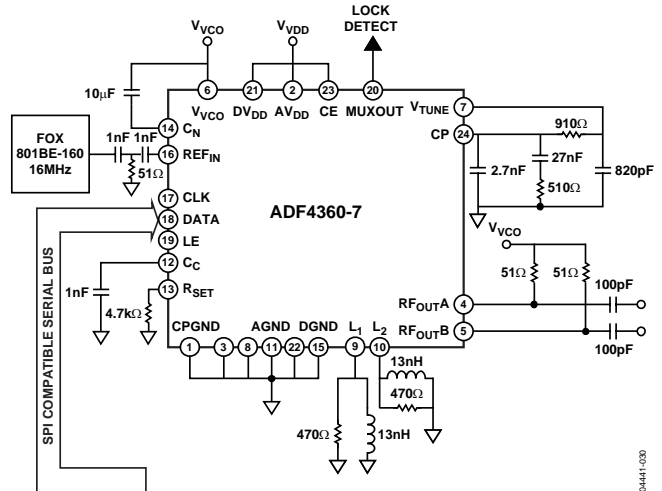 LOCK
DETECT
VVCO
VVDD
10μF
6
21
2
23
20
VVCO
DVDD
AVDD
CE
MUXOUT
VTUNE
7
CP
24
910Ω
FOX
801BE-160
16MHz
1nF
1nF
14
CN
16
REFIN
51Ω
2.7nF
27nF
510Ω
820pF
17
CLK
18
DATA
19
LE
12
CC
13
RSET
ADF4360-7
VVCO
51Ω
51Ω
100pF
RFOUTA
4
RFOUTB
5
100pF
1nF
4.7kΩ
CPGND
AGND
DGND
L1
L2
1
3
8
11
22
15
9
10
13nH
470Ω
470Ω
13nH
SPI COMPATIBLE SERIAL BUS
04441-030